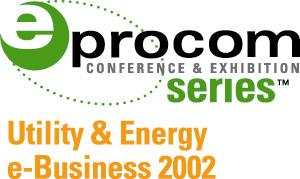 eprocom
CONFERENCE & EXHIBITION
series™
Utility & Energy
e-Business 2002